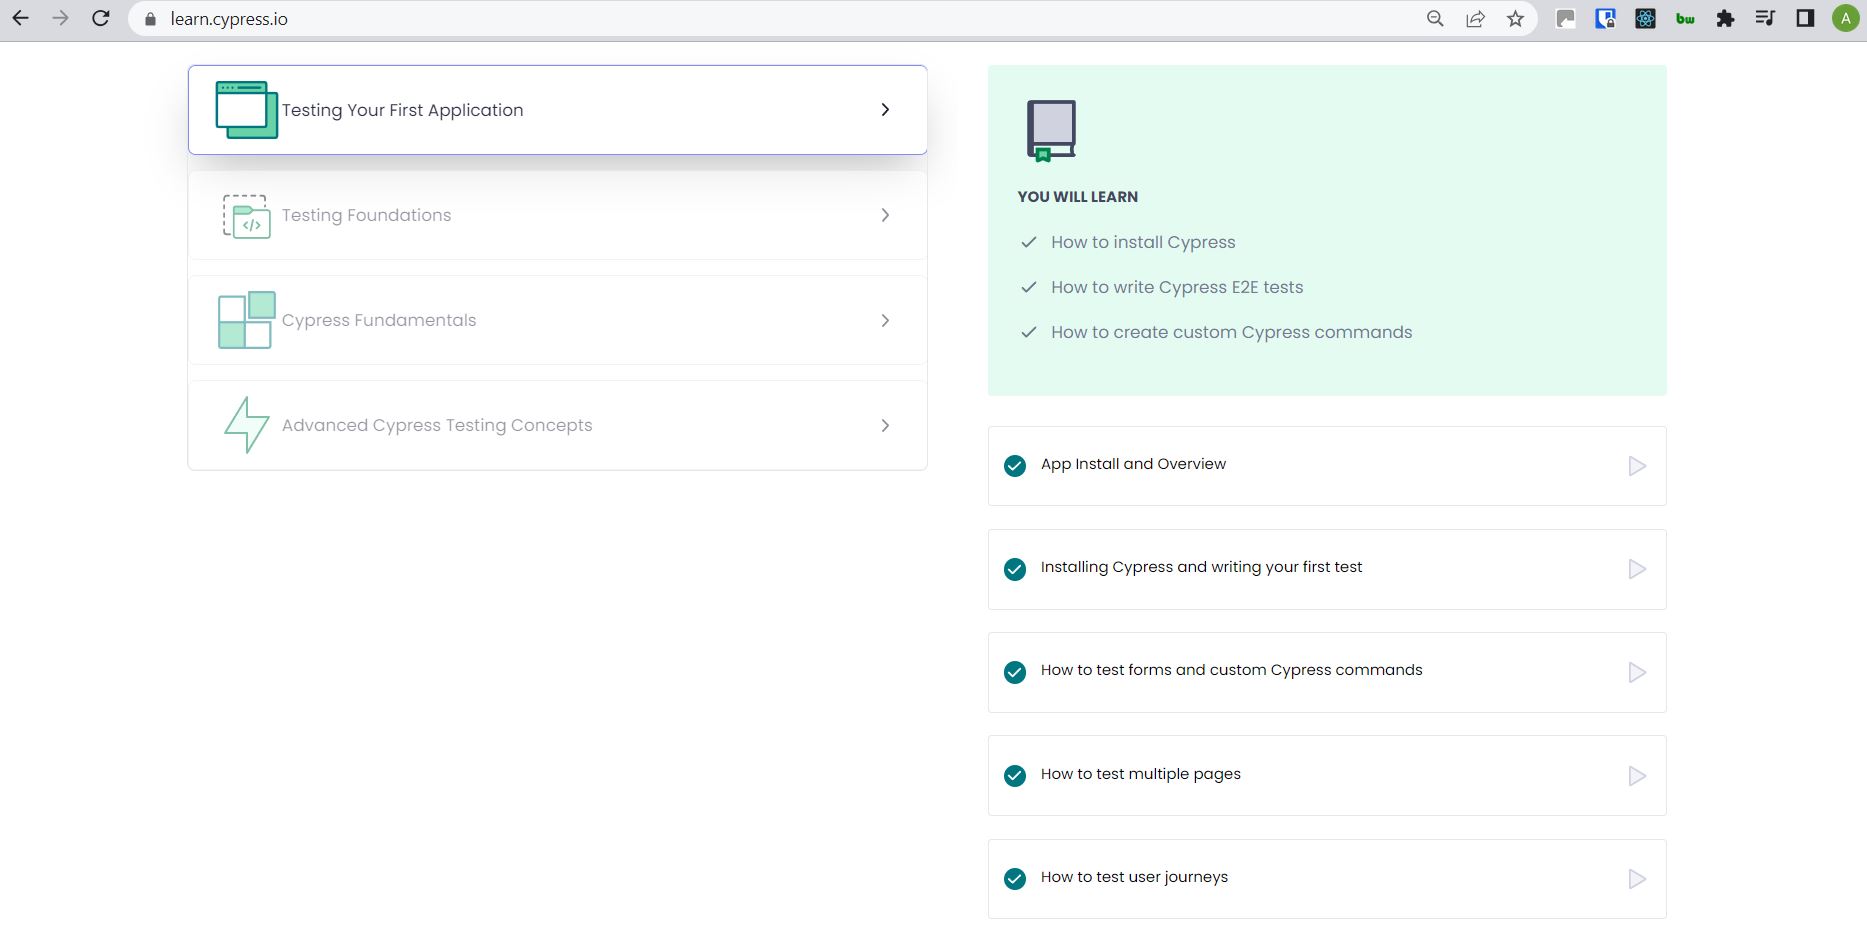 learn.cypress.io
bw
A
Testing Your First Application
Testing Foundations
</>
Cypress Fundamentals
Advanced Cypress Testing Concepts
YOU WILL LEARN
How to install Cypress
How to write Cypress E2E tests
How to create custom Cypress commands
App Install and Overview
Installing Cypress and writing your first test
How to test forms and custom Cypress commands
How to test multiple pages
How to test user journeys